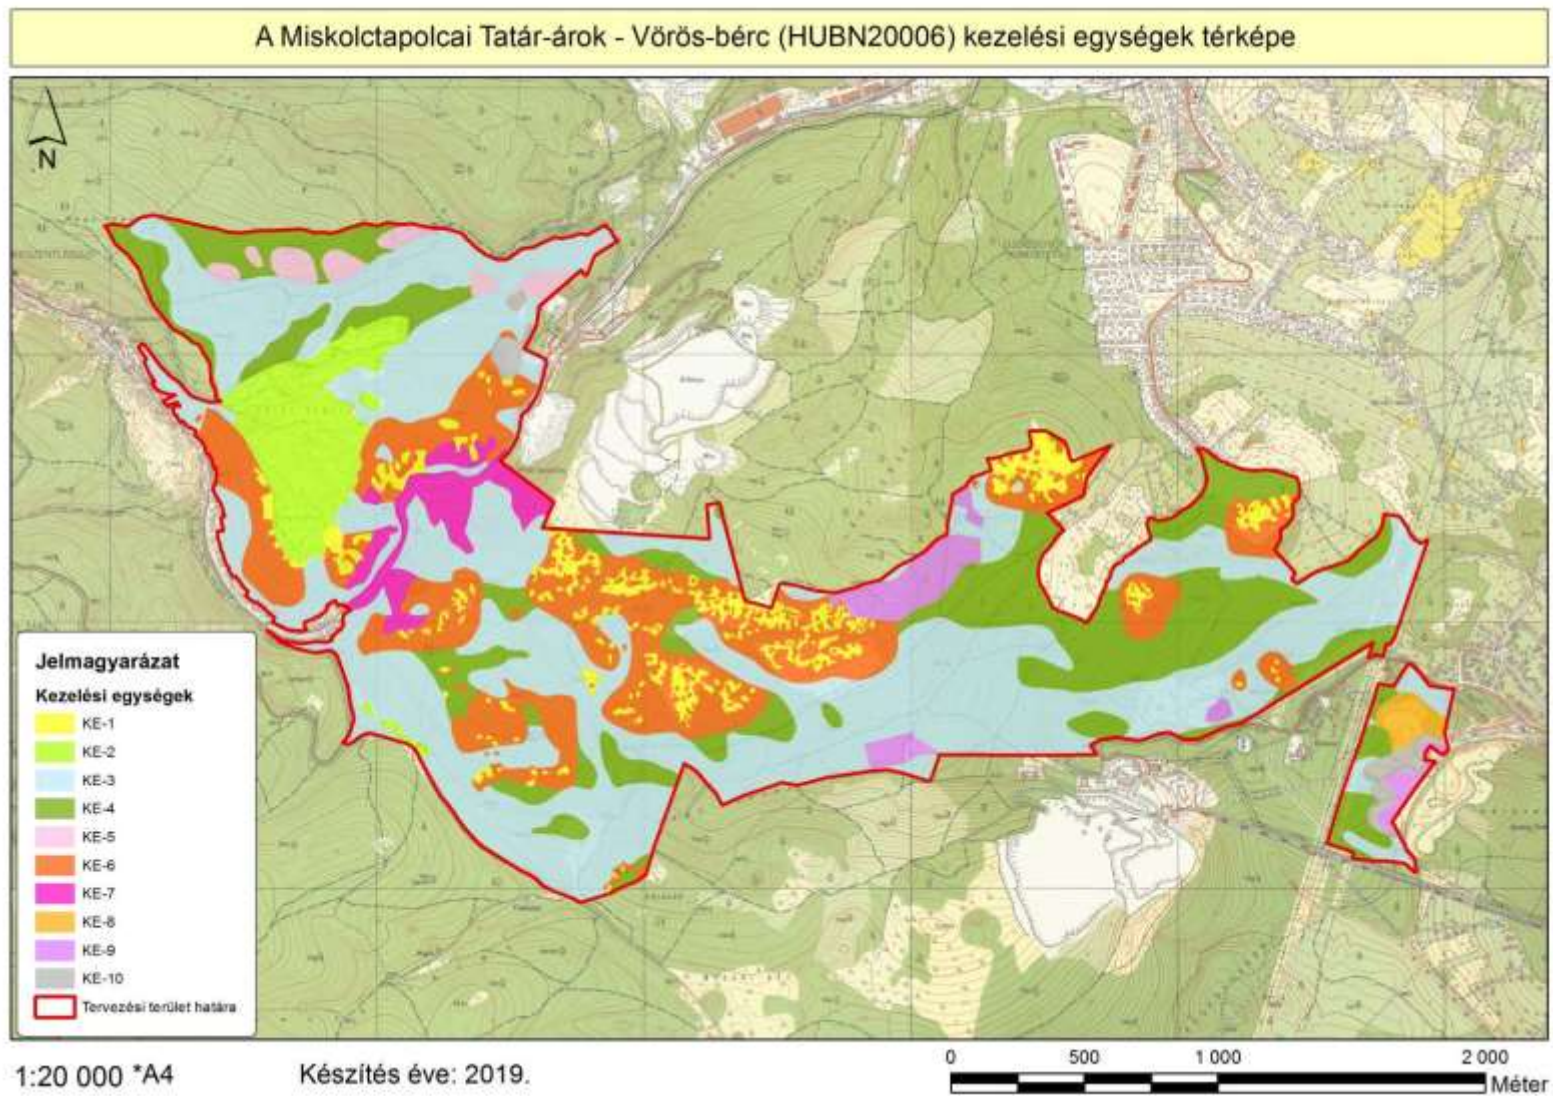 A Miskolctapolcai Tatár-árok - Vörös-bérc (HUBN20006) kezelési egységek térképe
N
Jelmagyarázat
Kezelési egységek
KE-1
KE-2
KE-3
KE-4
KE-5
KE-6
KE-7
KE-8
KE-9
KE-10
Tervezési terület határa
1:20 000 *A4
Készítés éve: 2019.
0 500 1 000 2 000
Méter